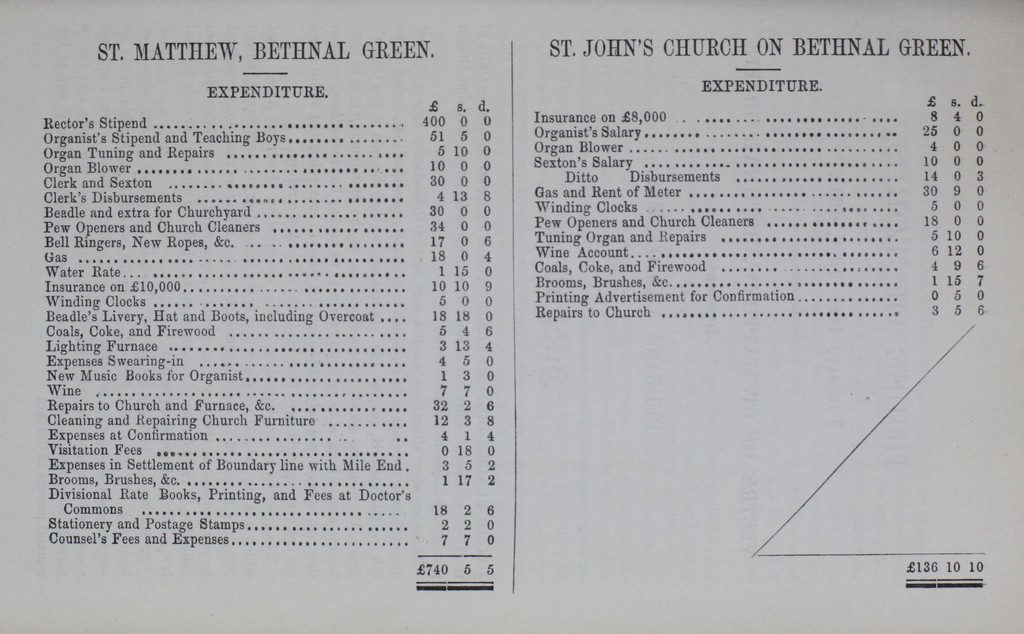 ST. MATTHEW, BETHNAL GREEN.
EXPENDITURE.
£ s. d.
Rector's Stipend 400 0 0
Organist's Stipend and Teaching Boys 51 5 0
Organ Tuning and Repairs 5 10 0
Organ Blower 10 0 0
Clerk and Sexton 30 0 0
Clerk's Disbursements 4 13 8
Beadle and extra for Churchyard 30 0 0
Pew Openers and Church Cleaners 34 0 0
Bell Ringers, New Ropes, &c. 17 0 6
Gas 18 0 4
Water Rate 1 15 0
Insurance on £10,000 10 10 9
Winding Clocks 5 0 0
Beadle's Livery, Hat and Boots, including Overcoat 18 18 0
Coals, Coke, and Firewood 5 4 6
Lighting Furnace 3 13 4
Expenses Swearing-in 4 5 0
New Music Books for Organist 1 3 0
Wine 7 7 0
Repairs to Church and Furnace, &c. 32 2 6
Cleaning and Repairing Church Furniture 12 3 8
Expenses at Confirmation 4 1 4
Visitation Fees 0 18 0
Expenses in Settlement of Boundary line with Mile End. 3 5 2
Brooms, Brushes, &c. 1 17 2
Divisional Rate Books, Printing, and Fees at Doctor's
Commons 18 2 6
Stationery and Postage Stamps 2 2 0
Counsel's Fees and Expenses 7 7 0
£740 5 5
ST. JOHN'S CHURCH ON BETHNAL GREEN.
EXPENDITURE.
£ s. d.
Insurance on £8,000 8 4 0
Organist's Salary 25 0 0
Organ Blower 4 0 0
Sexton's Salary 10 0 0
Ditto Disbursements 14 0 3
Gas and Rent of Meter 30 9 0
Winding Clocks 5 0 0
Pew Openers and Church Cleaners 18 0 0
Tuning Organ and Repairs 5 10 0
Wine Account 6 12 0
Coals, Coke, and Firewood 4 9 6
Brooms, Brushes, &c. 1 15 7
Printing Advertisement for Confirmation 0 5 0
Repairs to Church 3 5 6
£136 10 10